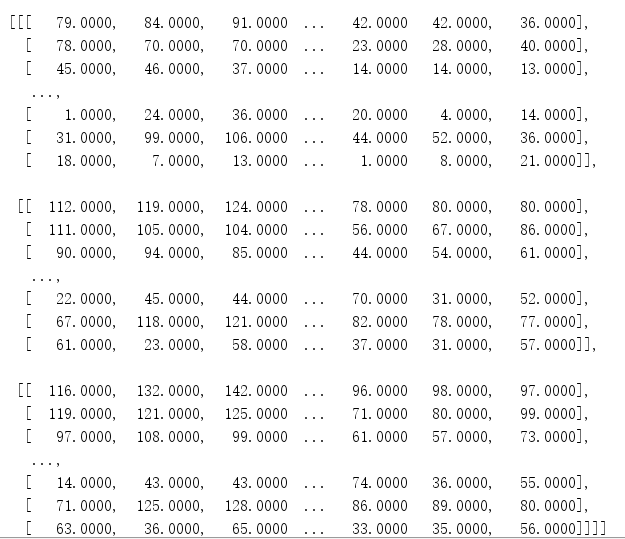 [[[ 79.0000, 84.0000, 91.0000 ... 42.0000 42.0000, 36.0000],
[ 78.0000, 70.0000, 70.0000 ... 23.0000 28.0000, 40.0000],
[ 45.0000, 46.0000, 37.0000 ... 14.0000 14.0000, 13.0000],
...,
[ 1.0000, 24.0000, 36.0000 ... 20.0000 4.0000, 14.0000],
[ 31.0000, 99.0000, 106.0000 ... 44.0000 52.0000, 36.0000],
[ 18.0000, 7.0000, 13.0000 ... 1.0000 8.0000, 21.0000]],
[[ 112.0000, 119.0000, 124.0000 ... 78.0000 80.0000, 80.0000],
[ 111.0000, 105.0000, 104.0000 ... 56.0000 67.0000, 86.0000],
[ 90.0000, 94.0000, 85.0000 ... 44.0000 54.0000, 61.0000],
...,
[ 22.0000, 45.0000, 44.0000 ... 70.0000 31.0000, 52.0000],
[ 67.0000, 118.0000, 121.0000 ... 82.0000 78.0000, 77.0000],
[ 61.0000, 23.0000, 58.0000 ... 37.0000 31.0000, 57.0000]],
[[ 116.0000, 132.0000, 142.0000 ... 96.0000 98.0000, 97.0000],
[ 119.0000, 121.0000, 125.0000 ... 71.0000 80.0000, 99.0000],
[ 97.0000, 108.0000, 99.0000 ... 61.0000 57.0000, 73.0000],
...,
[ 14.0000, 43.0000, 43.0000 ... 74.0000 36.0000, 55.0000],
[ 71.0000, 125.0000, 128.0000 ... 86.0000 89.0000, 80.0000],
[ 63.0000, 36.0000, 65.0000 ... 33.0000 35.0000, 56.0000]]]]